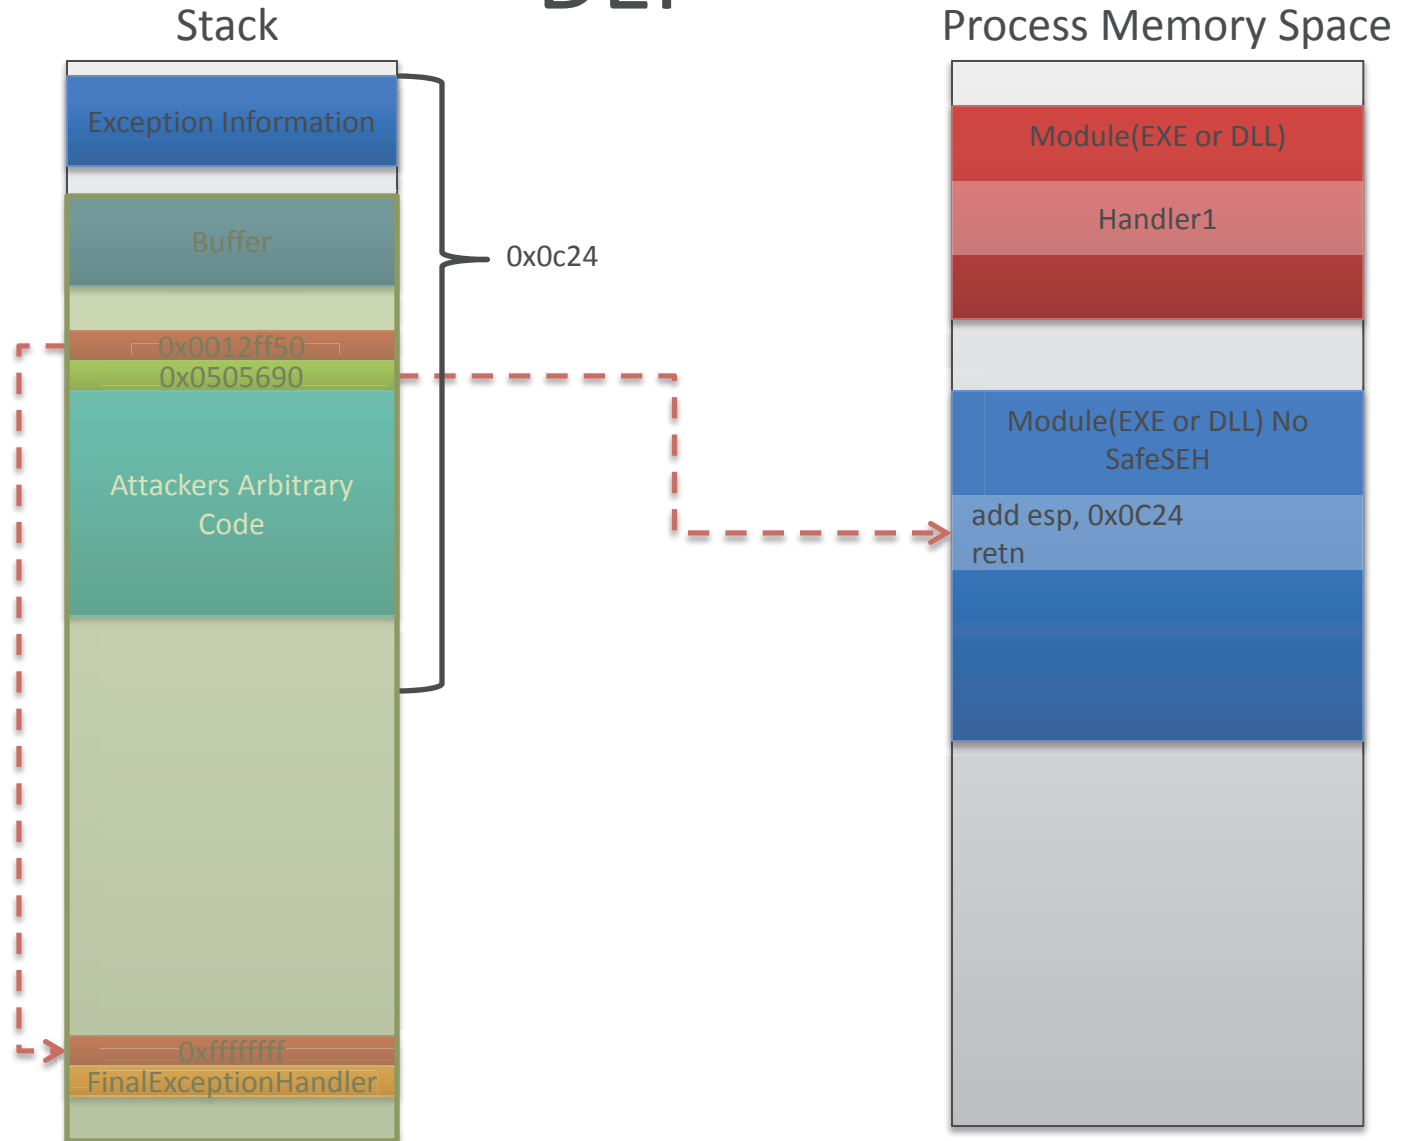 Stack
Process Memory Space
Exception Information
Buffer
0x0c24
0x0012ff50
0x0505690
Attackers Arbitrary
Code
0xffffffff
FinalExceptionHandler
Module(EXE or DLL)
Handler1
Module(EXE or DLL) No
SafeSEH
add esp, 0x0C24
retn